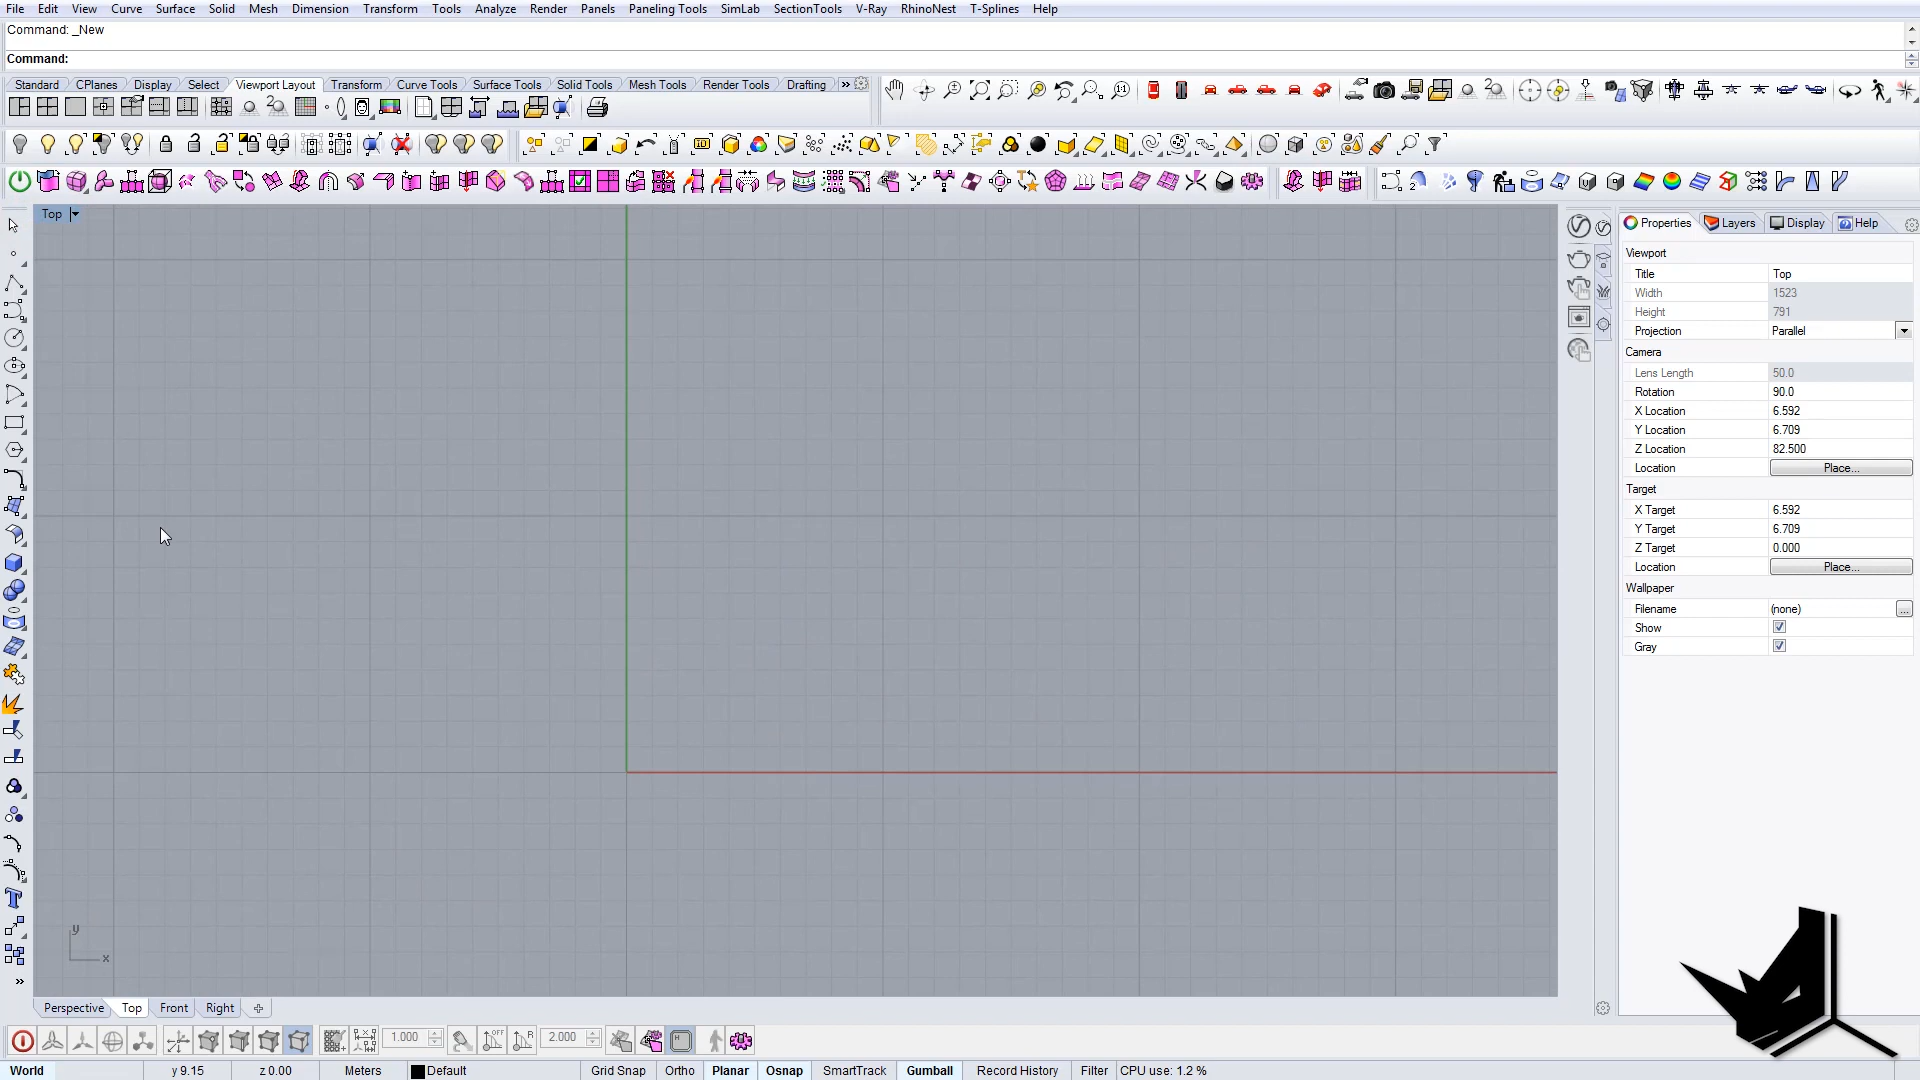 File Edit View Curve Surface Solid Mesh Dimension Transform Tools Analyze Render Panels Paneling Tools SimLab SectionTools V-Ray RhinoNest T-Splines Help
Command: _New
Command:
Standard CPlanes Display Select Viewport Layout Transform Curve Tools Surface Tools Solid Tools Mesh Tools Render Tools Drafting »
Top
Properties Layers Display Help
Viewport
Title Top
Width 1523
Height 791
Projection Parallel
Camera
Lens Length 50.0
Rotation 90.0
X Location 6.592
Y Location 6.709
Z Location 82.500
Location Place...
Target
X Target 6.592
Y Target 6.709
Z Target 0.000
Location Place...
Wallpaper
Filename (none) ...
Show
Gray
y
x
Perspective Top Front Right
1.000 OFF R 2.000
World y 9.15 z 0.00 Meters Default Grid Snap Ortho Planar Osnap SmartTrack Gumball Record History Filter CPU use: 1.2 %